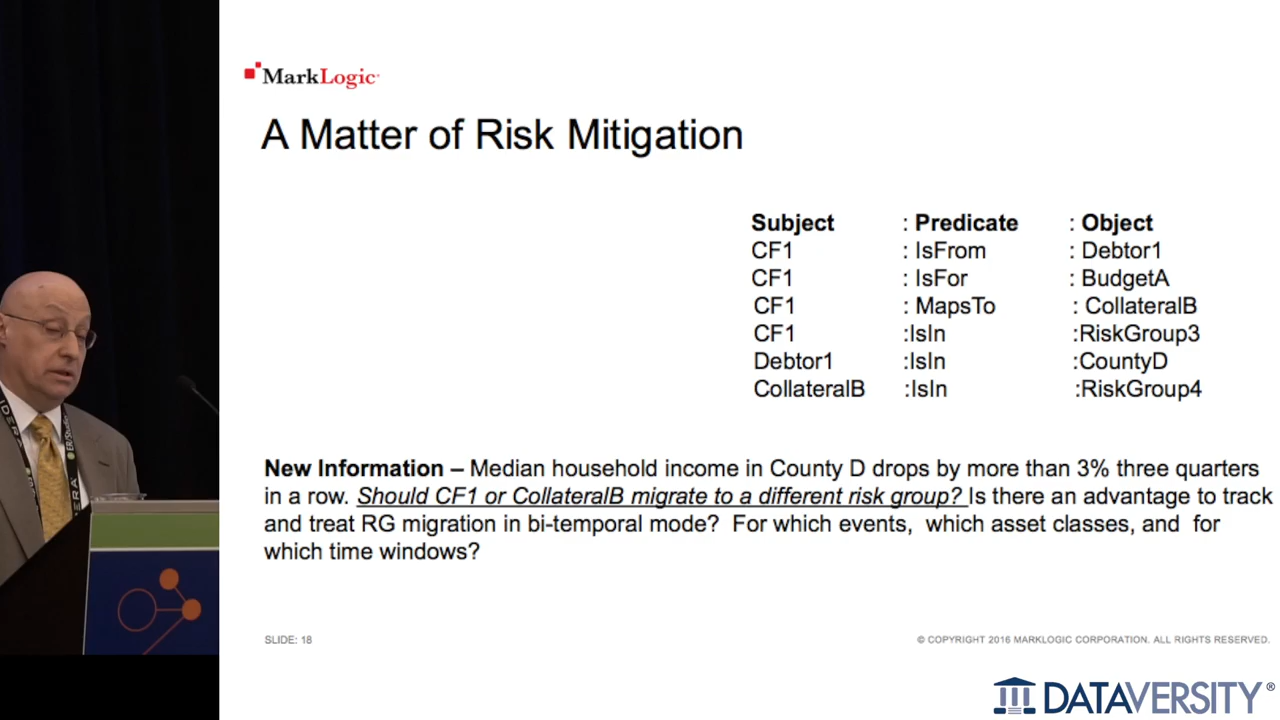 MarkLogic
A Matter of Risk Mitigation
Subject : Predicate : Object
CF1 : IsFrom : Debtor1
CF1 : IsFor : BudgetA
CF1 : MapsTo : CollateralB
CF1 :IsIn :RiskGroup3
Debtor1 :IsIn :CountyD
CollateralB :IsIn :RiskGroup4
New Information – Median household income in County D drops by more than 3% three quarters
in a row. Should CF1 or CollateralB migrate to a different risk group? Is there an advantage to track
and treat RG migration in bi-temporal mode? For which events, which asset classes, and for
which time windows?
SLIDE: 18
© COPYRIGHT 2016 MARKLOGIC CORPORATION. ALL RIGHTS RESERVED.
DATAVERSITY®
IDERA
ER/Studio